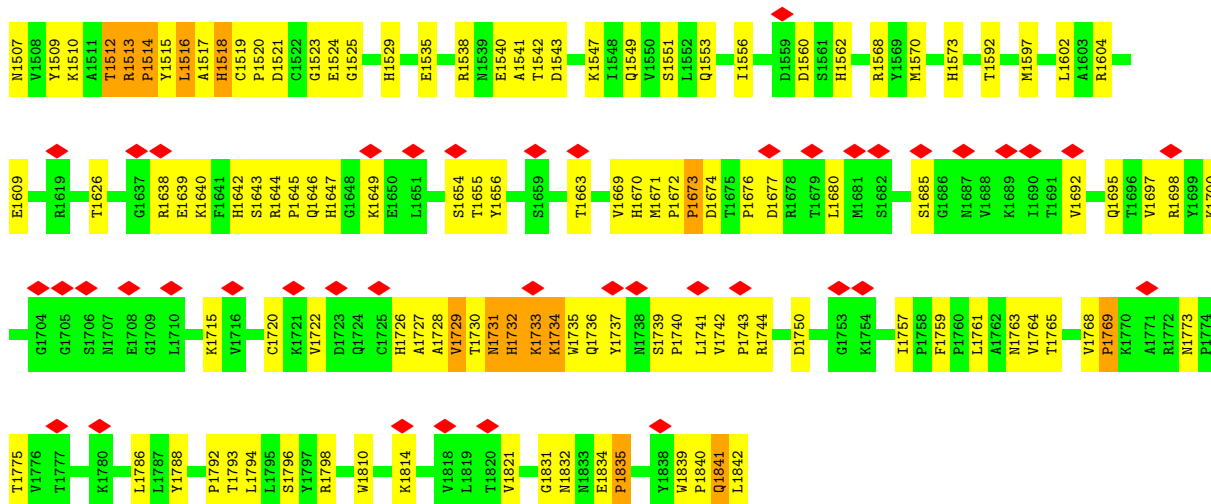 N1507 V1508 Y1509 K1510 A1511 T1512 R1513 P1514 Y1515 L1516 A1517 H1518 C1519 P1520 D1521 C1522 G1523 E1524 G1525 H1529 E1535 R1538 N1539 E1540 A1541 T1542 D1543 K1547 I1548 Q1549 V1550 S1551 L1552 Q1553 I1556 D1559 D1560 S1561 H1562 R1568 Y1569 M1570 H1573 T1592 M1597 L1602 A1603 R1604
E1609 R1619 T1626 G1637 R1638 E1639 K1640 F1641 H1642 S1643 R1644 P1645 Q1646 H1647 G1648 K1649 E1650 L1651 S1654 T1655 Y1656 S1659 T1663 V1669 H1670 M1671 P1672 P1673 D1674 T1675 P1676 D1677 R1678 T1679 L1680 M1681 S1682 S1685 G1686 N1687 V1688 K1689 I1690 T1691 V1692 Q1695 T1696 V1697 R1698 Y1699 K1700
G1704 G1705 S1706 N1707 E1708 G1709 L1710 K1715 V1716 C1720 K1721 V1722 D1723 Q1724 C1725 H1726 A1727 A1728 V1729 T1730 N1731 H1732 K1733 K1734 W1735 Q1736 Y1737 N1738 S1739 P1740 L1741 V1742 P1743 R1744 D1750 G1753 K1754 I1757 P1758 F1759 P1760 L1761 A1762 N1763 V1764 T1765 V1768 P1769 K1770 A1771 R1772 N1773 P1774
T1775 V1776 T1777 K1780 L1786 L1787 Y1788 P1792 T1793 L1794 L1795 S1796 Y1797 R1798 W1810 K1814 V1818 L1819 T1820 V1821 G1831 N1832 N1833 E1834 P1835 Y1838 W1839 P1840 Q1841 L1842